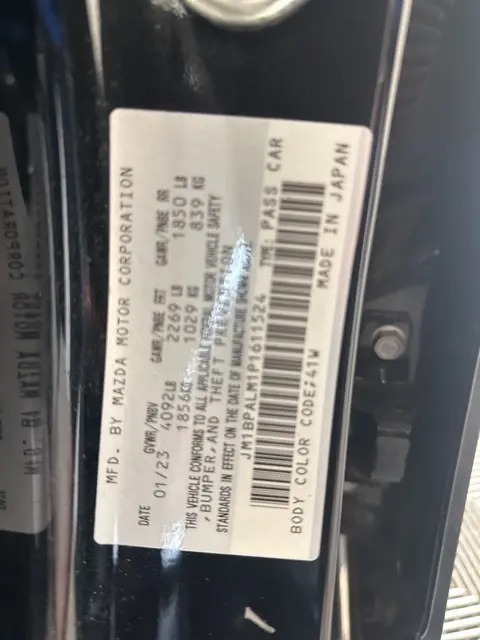 MFD. BY MAZDA MOTOR CORPORATION
DATE GVWR/PNBV GAWR/PNBE FRT GAWR/PNBE RR
01/23 4092LB 2269 LB 1850 LB
1856KG 1029 KG 839 KG
THIS VEHICLE CONFORMS TO ALL APPLICABLE FEDERAL MOTOR VEHICLE SAFETY
,BUMPER,AND THEFT PREVENTION
STANDARDS IN EFFECT ON THE DATE OF MANUFACTURE SHOWN ABOVE
JM1BPALM1P1611524 TYPE: PASS CAR
BODY COLOR CODE:41W MADE IN JAPAN